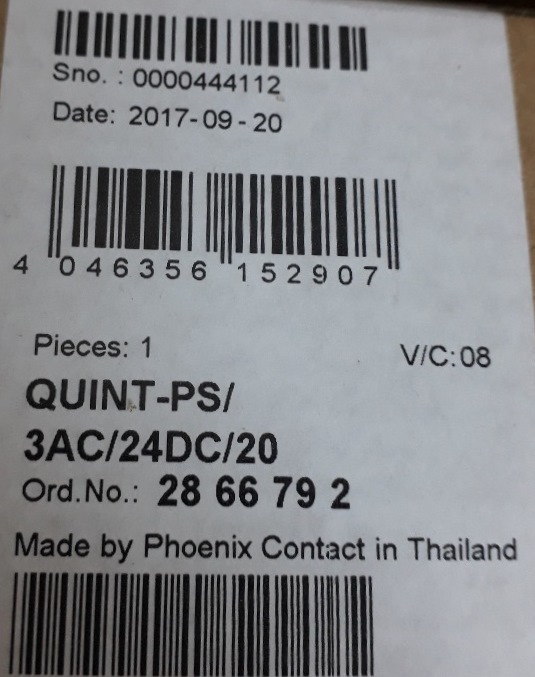 Sno. : 0000444112
Date: 2017-09-20
4 046356 152907
Pieces: 1 V/C:08
QUINT-PS/
3AC/24DC/20
Ord.No.: 28 66 79 2
Made by Phoenix Contact in Thailand